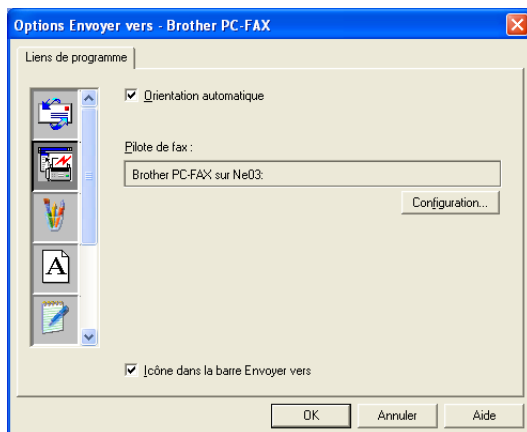 Options Envoyer vers - Brother PC-FAX
Liens de programme
Orientation automatique
Pilote de fax :
Brother PC-FAX sur Ne03:
Configuration...
A
Icône dans la barre Envoyer vers
OK Annuler Aide